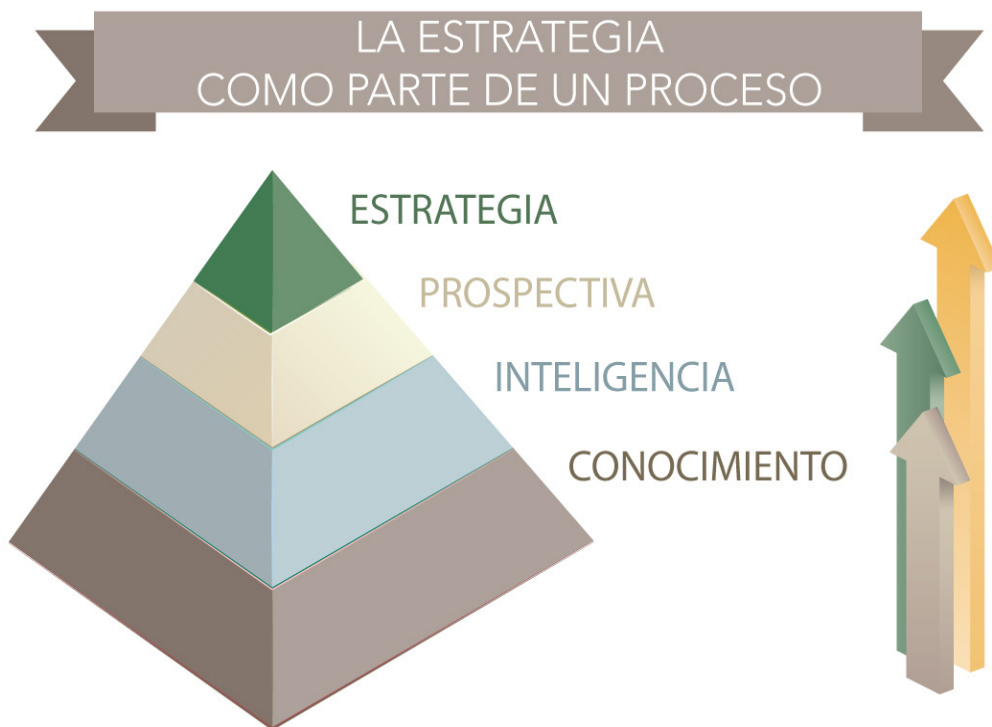 LA ESTRATEGIA
COMO PARTE DE UN PROCESO
ESTRATEGIA
PROSPECTIVA
INTELIGENCIA
CONOCIMIENTO